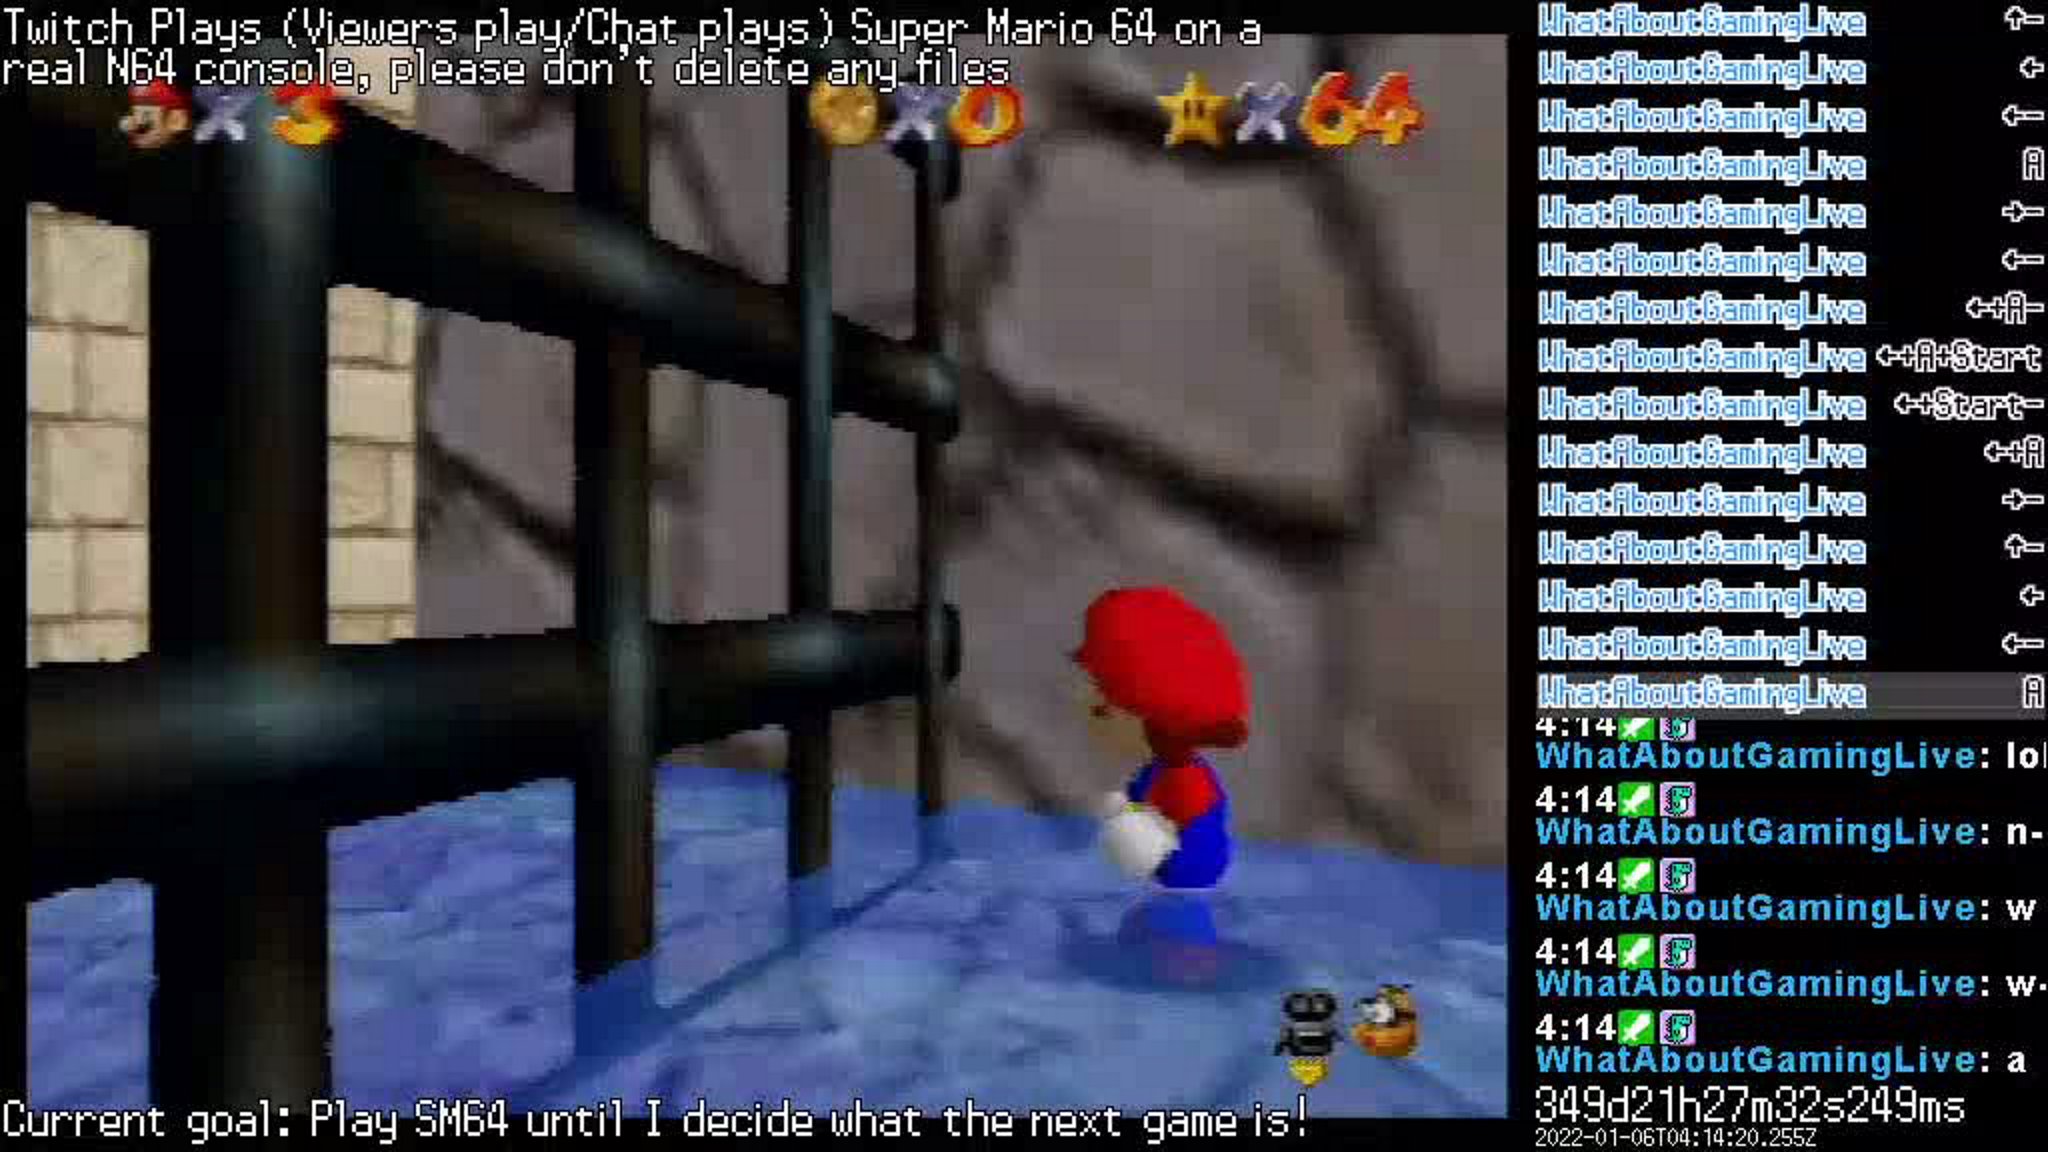 Twitch Plays (Viewers play/Chat plays) Super Mario 64 on a
real N64 console, please don't delete any files
3
0
64
WhatAboutGamingLive ↑-
WhatAboutGamingLive ←
WhatAboutGamingLive ←-
WhatAboutGamingLive A
WhatAboutGamingLive →-
WhatAboutGamingLive ←-
WhatAboutGamingLive ←+A-
WhatAboutGamingLive ←+A+Start
WhatAboutGamingLive ←+Start-
WhatAboutGamingLive ←+A
WhatAboutGamingLive →-
WhatAboutGamingLive ↑-
WhatAboutGamingLive ←
WhatAboutGamingLive ←-
WhatAboutGamingLive A
4:14
WhatAboutGamingLive: lol
4:14
WhatAboutGamingLive: n-
4:14
WhatAboutGamingLive: w
4:14
WhatAboutGamingLive: w-
4:14
WhatAboutGamingLive: a
Current goal: Play SM64 until I decide what the next game is!
349d21h27m32s249ms
2022-01-06T04:14:20.255Z